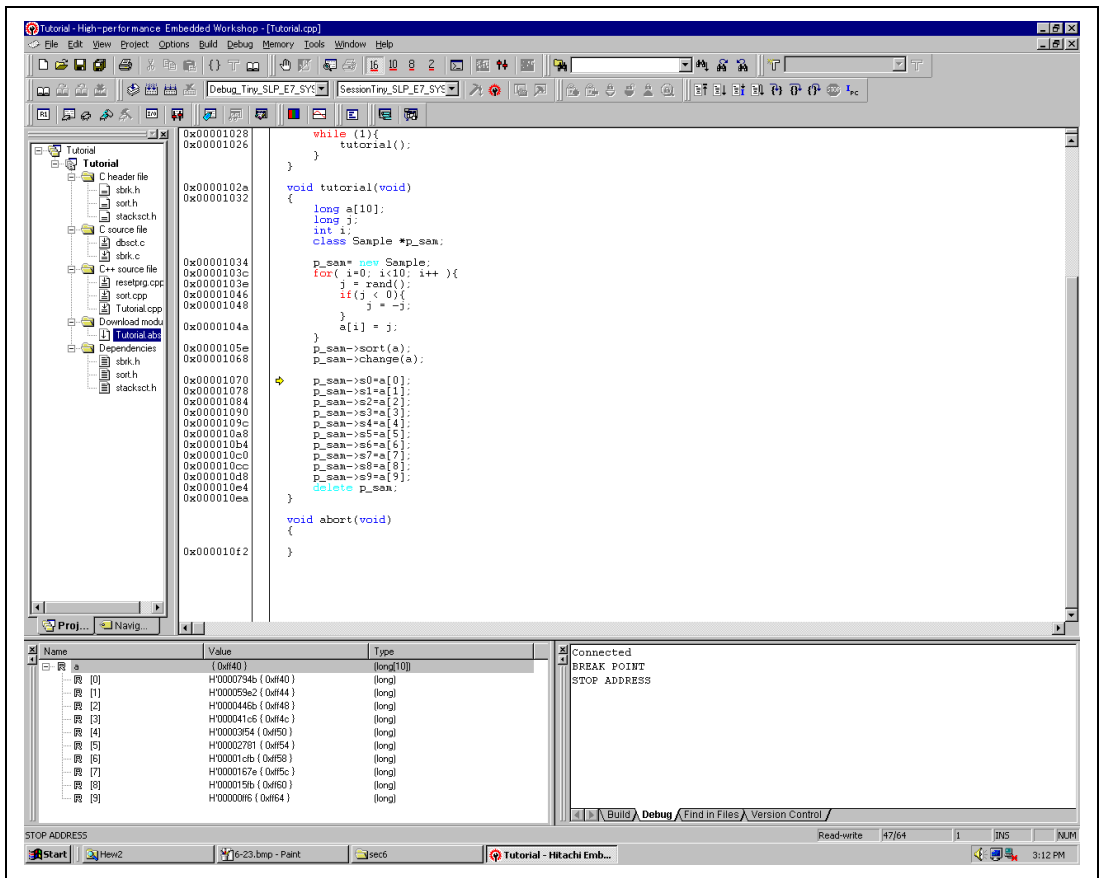 Tutorial - High-performance Embedded Workshop - [Tutorial.cpp]
File Edit View Project Options Build Debug Memory Tools Window Help
16 10 8 2
Debug_Tiny_SLP_E7_SYS SessionTiny_SLP_E7_SYS
Tutorial
Tutorial
C header file
sbrk.h
sort.h
stacksct.h
C source file
dbsct.c
sbrk.c
C++ source file
resetprg.cpp
sort.cpp
Tutorial.cpp
Download modu
Tutorial.abs
Dependencies
sbrk.h
sort.h
stacksct.h
Proj... Navig...
0x00001028 while (1){
0x00001026 tutorial();
}
}
0x0000102a void tutorial(void)
0x00001032 {
long a[10];
long j;
int i;
class Sample *p_sam;
0x00001034 p_sam= new Sample;
0x0000103c for( i=0; i<10; i++ ){
0x0000103e j = rand();
0x00001046 if(j < 0){
0x00001048 j = -j;
}
0x0000104a a[i] = j;
}
0x0000105e p_sam->sort(a);
0x00001068 p_sam->change(a);
0x00001070 p_sam->s0=a[0];
0x00001078 p_sam->s1=a[1];
0x00001084 p_sam->s2=a[2];
0x00001090 p_sam->s3=a[3];
0x0000109c p_sam->s4=a[4];
0x000010a8 p_sam->s5=a[5];
0x000010b4 p_sam->s6=a[6];
0x000010c0 p_sam->s7=a[7];
0x000010cc p_sam->s8=a[8];
0x000010d8 p_sam->s9=a[9];
0x000010e4 delete p_sam;
0x000010ea }
void abort(void)
{
0x000010f2 }
Name Value Type
R a { 0xff40 } (long[10])
R [0] H'0000794b { 0xff40 } (long)
R [1] H'000059e2 { 0xff44 } (long)
R [2] H'0000446b { 0xff48 } (long)
R [3] H'000041c6 { 0xff4c } (long)
R [4] H'00003f54 { 0xff50 } (long)
R [5] H'00002781 { 0xff54 } (long)
R [6] H'00001cfb { 0xff58 } (long)
R [7] H'0000167e { 0xff5c } (long)
R [8] H'000015fb { 0xff60 } (long)
R [9] H'00000ff6 { 0xff64 } (long)
Connected
BREAK POINT
STOP ADDRESS
Build Debug Find in Files Version Control
STOP ADDRESS Read-write 47/64 1 INS NUM
Start Hew2 6-23.bmp - Paint sec6 Tutorial - Hitachi Emb... 3:12 PM